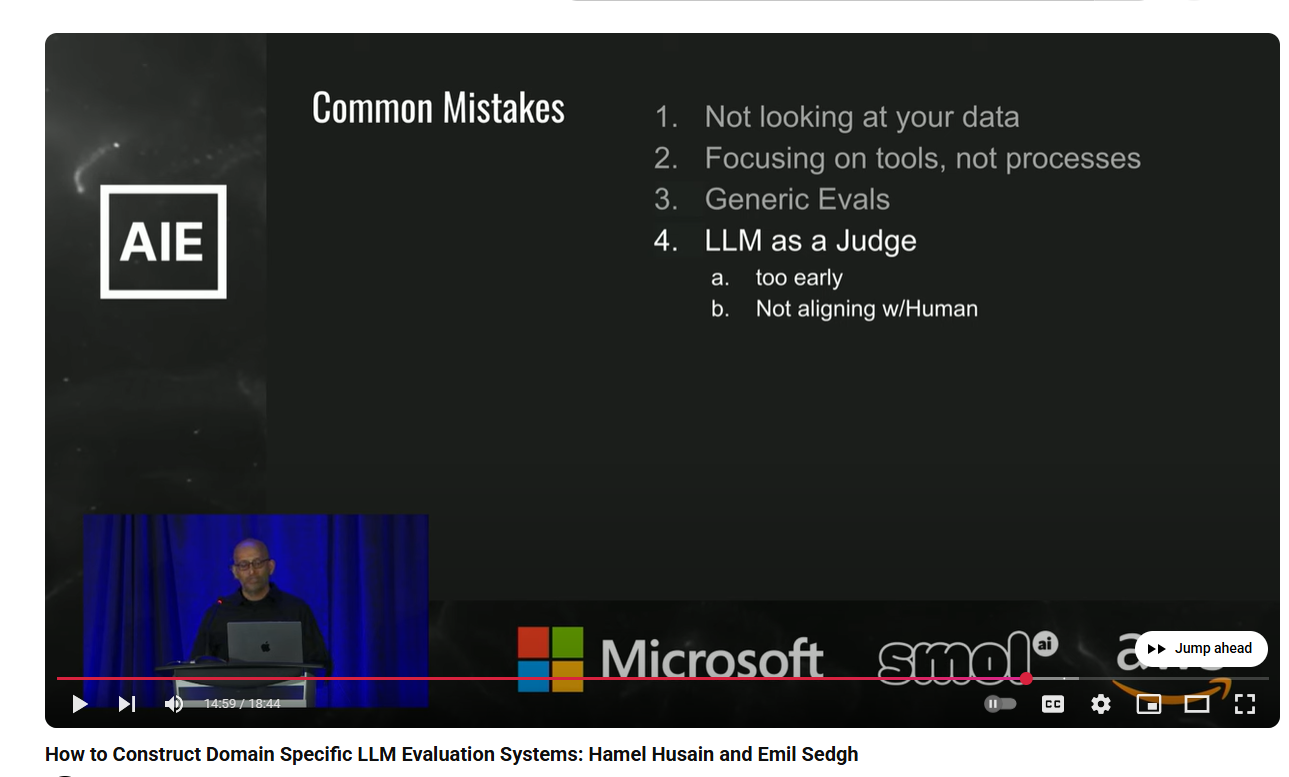 Common Mistakes
1. Not looking at your data
2. Focusing on tools, not processes
3. Generic Evals
4. LLM as a Judge
a. too early
b. Not aligning w/Human
AIE
Microsoft
smol ai
Jump ahead
14:59 / 18:44
CC
How to Construct Domain Specific LLM Evaluation Systems: Hamel Husain and Emil Sedgh